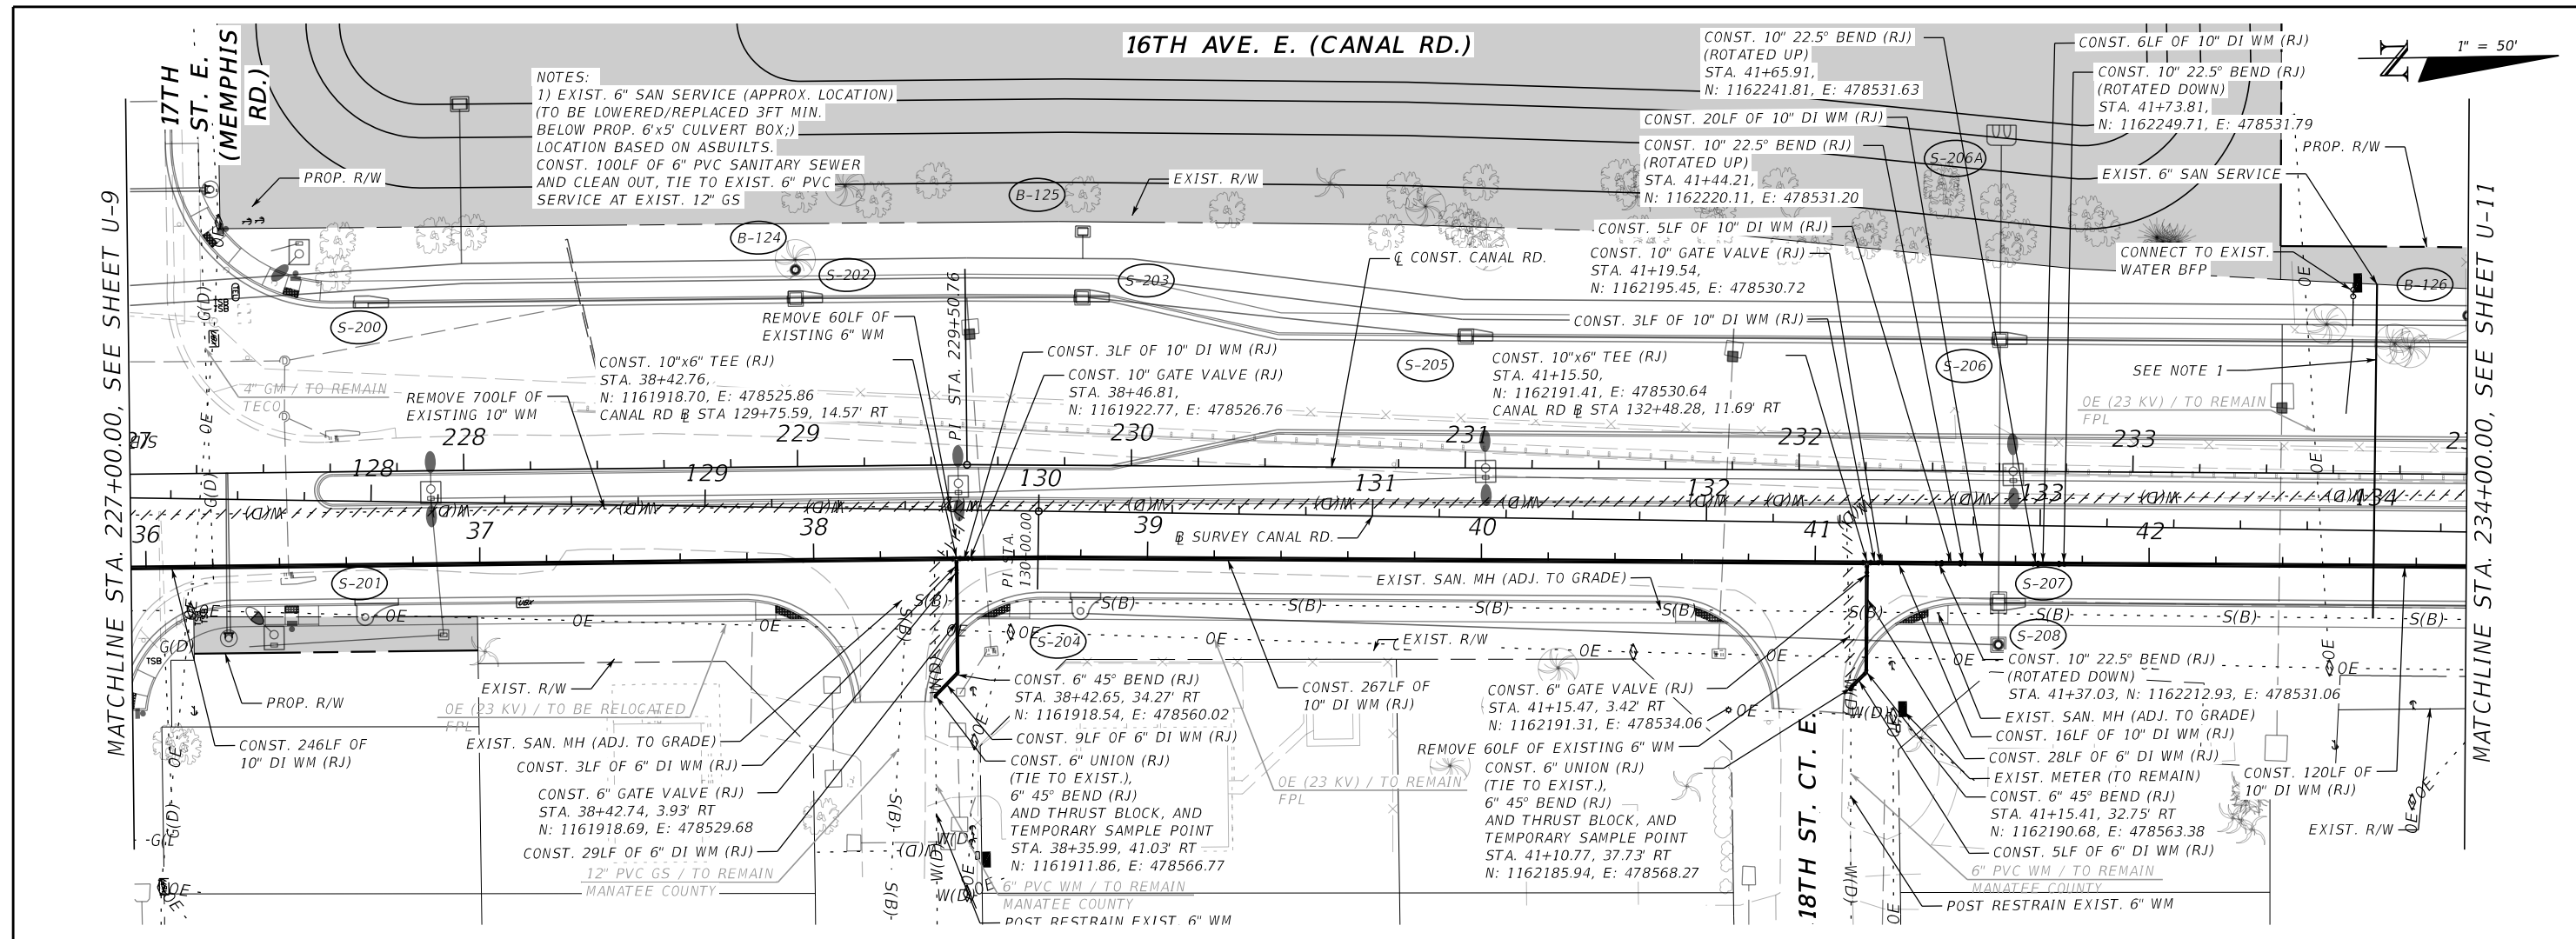 16TH AVE. E. (CANAL RD.)
17TH
ST. E.
(MEMPHIS
RD.)
N
1" = 50'
MATCHLINE STA. 227+00.00, SEE SHEET U-9
MATCHLINE STA. 234+00.00, SEE SHEET U-11
NOTES:
1) EXIST. 6" SAN SERVICE (APPROX. LOCATION)
(TO BE LOWERED/REPLACED 3FT MIN.
BELOW PROP. 6'x5' CULVERT BOX;)
LOCATION BASED ON ASBUILTS.
CONST. 100LF OF 6" PVC SANITARY SEWER
AND CLEAN OUT, TIE TO EXIST. 6" PVC
SERVICE AT EXIST. 12" GS
PROP. R/W
EXIST. R/W
B-125
B-124
S-202
S-203
S-200
S-205
S-206
S-206A
B-126
CONST. 10" 22.5° BEND (RJ)
(ROTATED UP)
STA. 41+65.91,
N: 1162241.81, E: 478531.63
CONST. 20LF OF 10" DI WM (RJ)
CONST. 10" 22.5° BEND (RJ)
(ROTATED UP)
STA. 41+44.21,
N: 1162220.11, E: 478531.20
CONST. 5LF OF 10" DI WM (RJ)
CONST. 10" GATE VALVE (RJ)
STA. 41+19.54,
N: 1162195.45, E: 478530.72
CONST. 3LF OF 10" DI WM (RJ)
CONST. 10"x6" TEE (RJ)
STA. 41+15.50,
N: 1162191.41, E: 478530.64
CANAL RD BL STA 132+48.28, 11.69' RT
CONST. 6LF OF 10" DI WM (RJ)
CONST. 10" 22.5° BEND (RJ)
(ROTATED DOWN)
STA. 41+73.81,
N: 1162249.71, E: 478531.79
PROP. R/W
EXIST. 6" SAN SERVICE
CONNECT TO EXIST.
WATER BFP
SEE NOTE 1
OE (23 KV) / TO REMAIN
FPL
CL CONST. CANAL RD.
PI STA. 229+50.76
REMOVE 60LF OF
EXISTING 6" WM
CONST. 3LF OF 10" DI WM (RJ)
CONST. 10" GATE VALVE (RJ)
STA. 38+46.81,
N: 1161922.77, E: 478526.76
CONST. 10"x6" TEE (RJ)
STA. 38+42.76,
N: 1161918.70, E: 478525.86
CANAL RD BL STA 129+75.59, 14.57' RT
4" GM / TO REMAIN
TECO
REMOVE 700LF OF
EXISTING 10" WM
TSB
G(D)
OE
228
229
230
231
232
233
128
129
130
131
132
133
134
36
37
38
39
40
41
42
W(D)
BL SURVEY CANAL RD.
PI STA.
130+00.00
S-201
S-204
S-207
S-208
EXIST. SAN. MH (ADJ. TO GRADE)
S(B)
EXIST. R/W
PROP. R/W
EXIST. R/W
OE (23 KV) / TO BE RELOCATED
FPL
CONST. 246LF OF
10" DI WM (RJ)
EXIST. SAN. MH (ADJ. TO GRADE)
CONST. 3LF OF 6" DI WM (RJ)
CONST. 6" GATE VALVE (RJ)
STA. 38+42.74, 3.93' RT
N: 1161918.69, E: 478529.68
CONST. 29LF OF 6" DI WM (RJ)
12" PVC GS / TO REMAIN
MANATEE COUNTY
CONST. 6" 45° BEND (RJ)
STA. 38+42.65, 34.27' RT
N: 1161918.54, E: 478560.02
CONST. 9LF OF 6" DI WM (RJ)
CONST. 6" UNION (RJ)
(TIE TO EXIST.),
6" 45° BEND (RJ)
AND THRUST BLOCK, AND
TEMPORARY SAMPLE POINT
STA. 38+35.99, 41.03' RT
N: 1161911.86, E: 478566.77
6" PVC WM / TO REMAIN
MANATEE COUNTY
POST RESTRAIN EXIST. 6" WM
CONST. 267LF OF
10" DI WM (RJ)
OE (23 KV) / TO REMAIN
FPL
CONST. 6" GATE VALVE (RJ)
STA. 41+15.47, 3.42' RT
N: 1162191.31, E: 478534.06
REMOVE 60LF OF EXISTING 6" WM
CONST. 6" UNION (RJ)
(TIE TO EXIST.),
6" 45° BEND (RJ)
AND THRUST BLOCK, AND
TEMPORARY SAMPLE POINT
STA. 41+10.77, 37.73' RT
N: 1162185.94, E: 478568.27
18TH ST. CT. E.
CONST. 10" 22.5° BEND (RJ)
(ROTATED DOWN)
STA. 41+37.03, N: 1162212.93, E: 478531.06
EXIST. SAN. MH (ADJ. TO GRADE)
CONST. 16LF OF 10" DI WM (RJ)
CONST. 28LF OF 6" DI WM (RJ)
EXIST. METER (TO REMAIN)
CONST. 6" 45° BEND (RJ)
STA. 41+15.41, 32.75' RT
N: 1162190.68, E: 478563.38
CONST. 5LF OF 6" DI WM (RJ)
6" PVC WM / TO REMAIN
MANATEE COUNTY
POST RESTRAIN EXIST. 6" WM
CONST. 120LF OF
10" DI WM (RJ)
EXIST. R/W